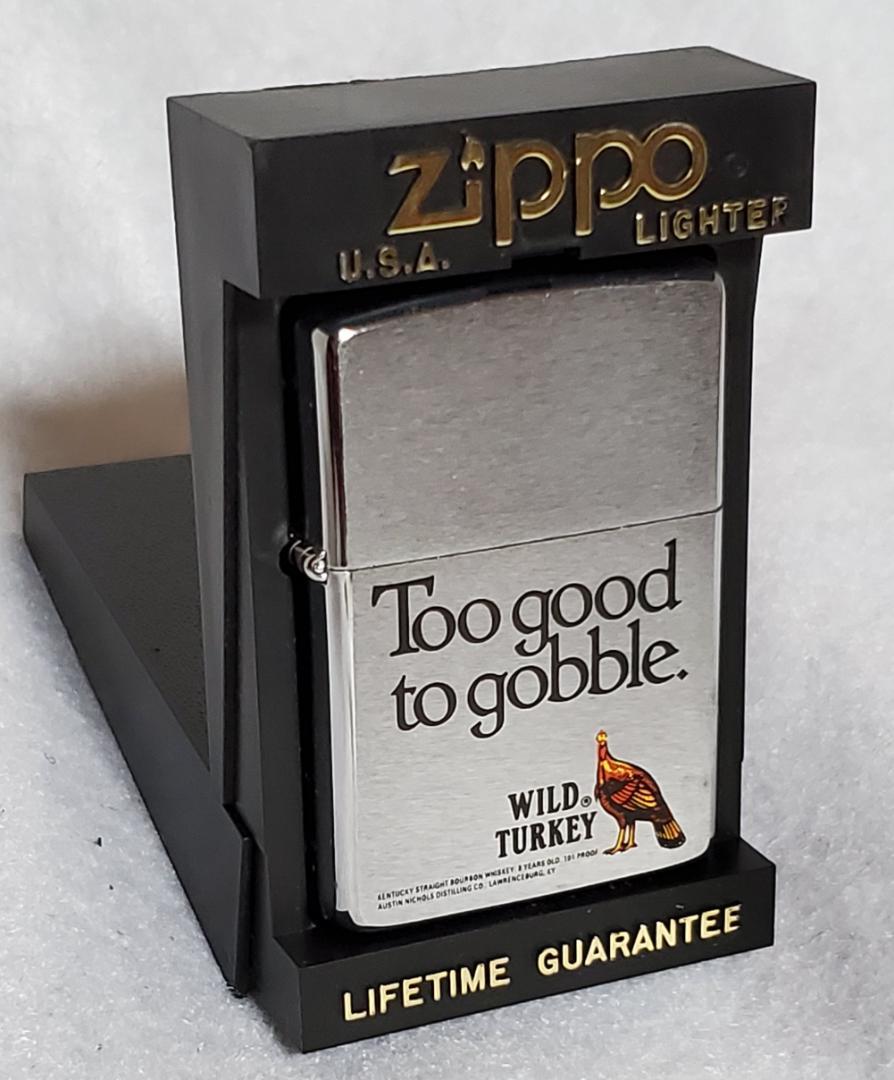 zippo
U.S.A. LIGHTER
Too good
to gobble.
WILD®
TURKEY
KENTUCKY STRAIGHT BOURBON WHISKEY. 8 YEARS OLD. 101 PROOF
AUSTIN NICHOLS DISTILLING CO. LAWRENCEBURG, KY
LIFETIME GUARANTEE